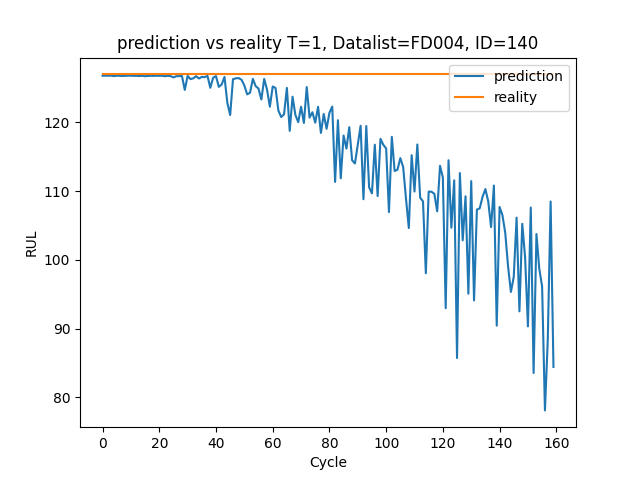 prediction vs reality T=1, Datalist=FD004, ID=140
prediction
reality
RUL
120
110
100
90
80
0 20 40 60 80 100 120 140 160
Cycle